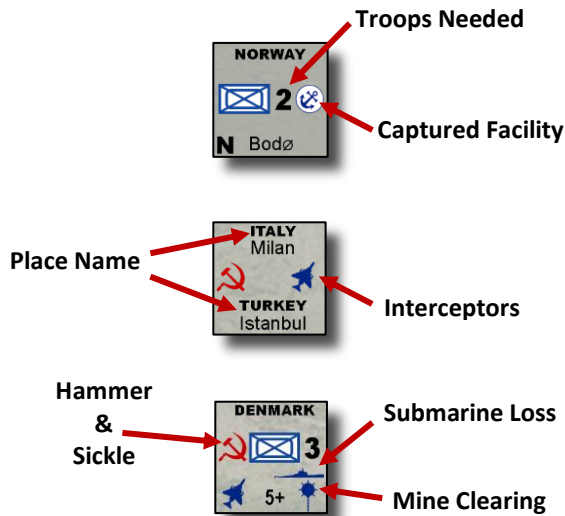 Troops Needed
NORWAY
2
Captured Facility
N Bodø
ITALY
Milan
Place Name
TURKEY
Istanbul
Interceptors
Hammer
&
Sickle
DENMARK
3
Submarine Loss
5+
Mine Clearing